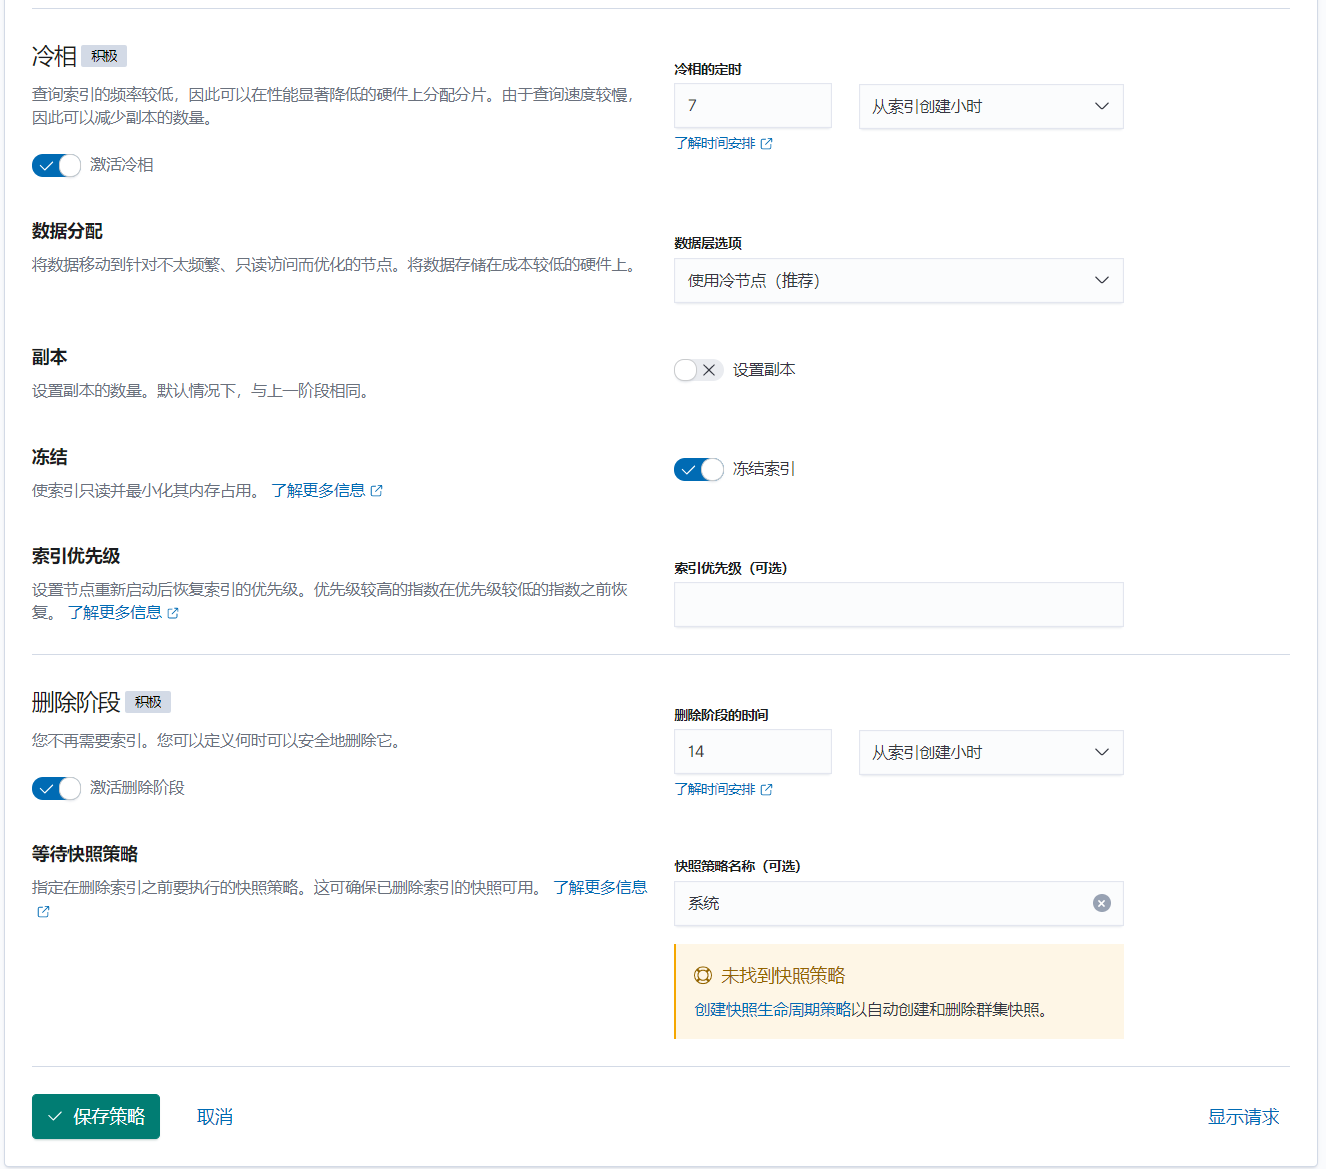 冷相 积极
查询索引的频率较低，因此可以在性能显著降低的硬件上分配分片。由于查询速度较慢，
因此可以减少副本的数量。
激活冷相
冷相的定时
7
从索引创建小时
了解时间安排
数据分配
将数据移动到针对不太频繁、只读访问而优化的节点。将数据存储在成本较低的硬件上。
数据层选项
使用冷节点（推荐）
副本
设置副本的数量。默认情况下，与上一阶段相同。
设置副本
冻结
使索引只读并最小化其内存占用。 了解更多信息
冻结索引
索引优先级
设置节点重新启动后恢复索引的优先级。优先级较高的指数在优先级较低的指数之前恢
复。 了解更多信息
索引优先级（可选）
删除阶段 积极
您不再需要索引。您可以定义何时可以安全地删除它。
激活删除阶段
删除阶段的时间
14
从索引创建小时
了解时间安排
等待快照策略
指定在删除索引之前要执行的快照策略。这可确保已删除索引的快照可用。 了解更多信息
快照策略名称（可选）
系统
未找到快照策略
创建快照生命周期策略以自动创建和删除群集快照。
保存策略
取消
显示请求